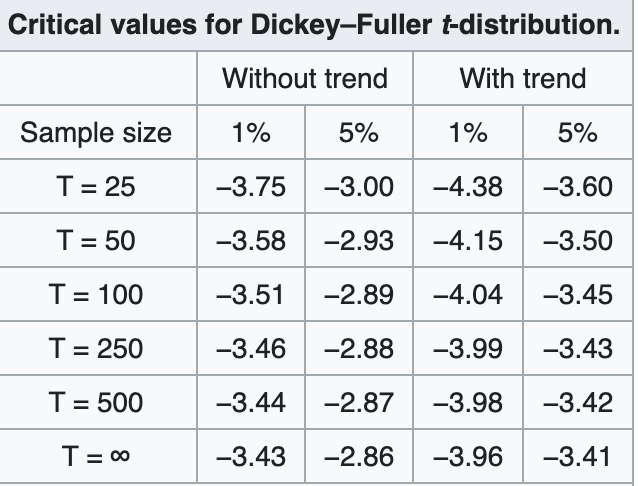 Critical values for Dickey–Fuller t-distribution.
Without trend With trend
Sample size 1% 5% 1% 5%
T = 25 −3.75 −3.00 −4.38 −3.60
T = 50 −3.58 −2.93 −4.15 −3.50
T = 100 −3.51 −2.89 −4.04 −3.45
T = 250 −3.46 −2.88 −3.99 −3.43
T = 500 −3.44 −2.87 −3.98 −3.42
T = ∞ −3.43 −2.86 −3.96 −3.41